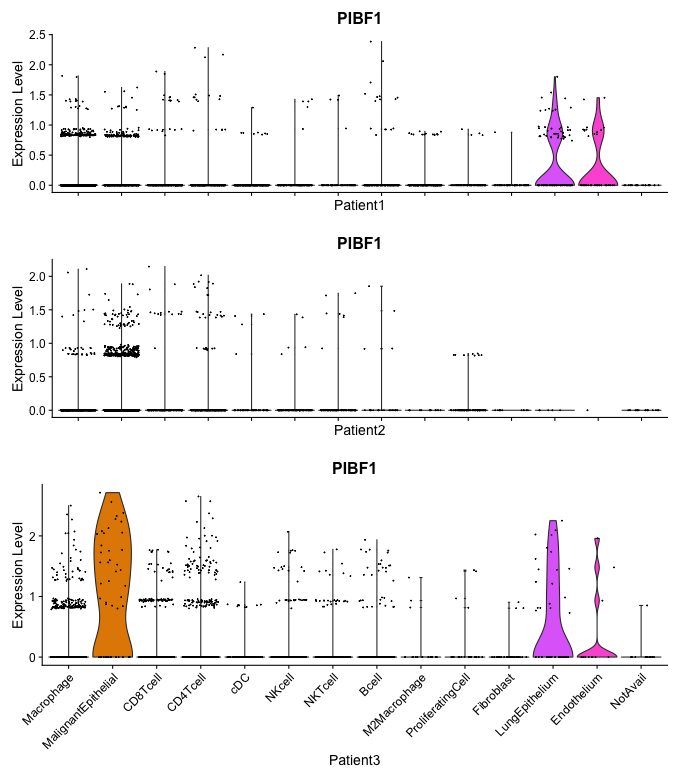 PIBF1
Expression Level
2.5
2.0
1.5
1.0
0.5
0.0
Patient1
PIBF1
Expression Level
2.0
1.5
1.0
0.5
0.0
Patient2
PIBF1
Expression Level
2
1
0
Macrophage
MalignantEpithelial
CD8Tcell
CD4Tcell
cDC
NKcell
NKTcell
Bcell
M2Macrophage
ProliferatingCell
Fibroblast
LungEpithelium
Endothelium
NotAvail
Patient3